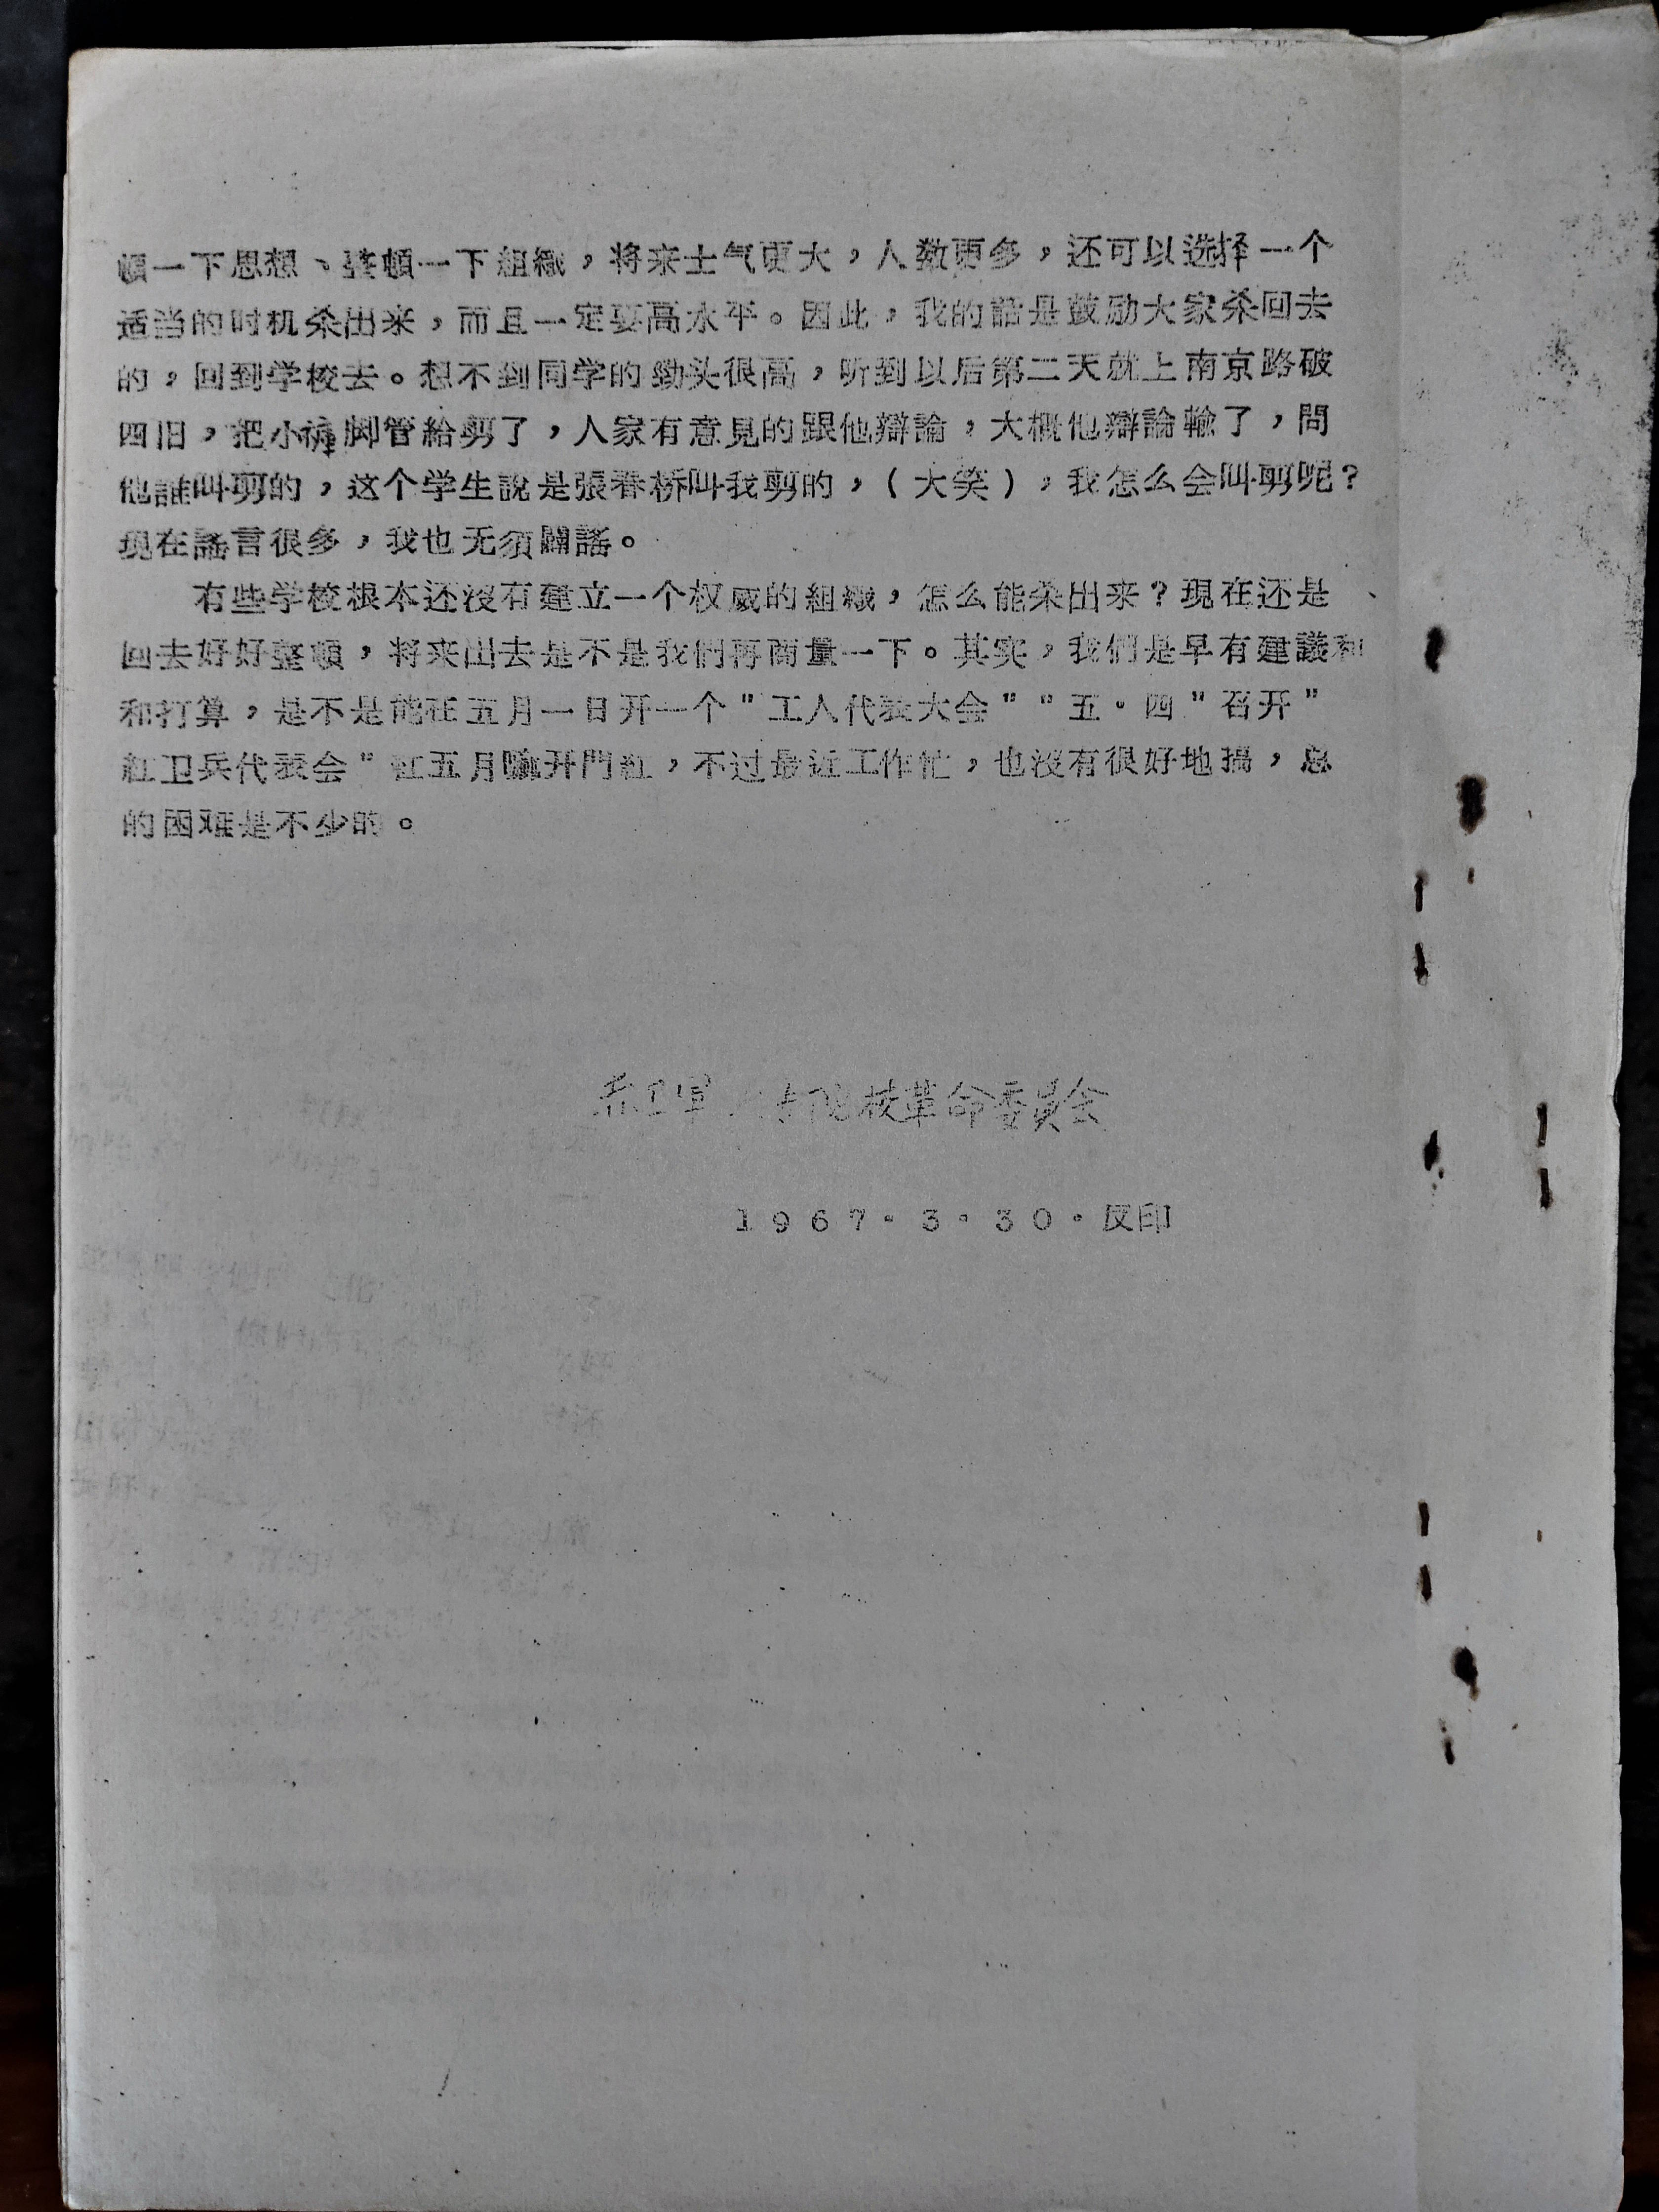 頓一下思想、整頓一下組織，将来士气更大，人数更多，还可以选择一个
适当的时机杀出来，而且一定要高水平。因此，我的話是鼓励大家杀回去
的，回到学校去。想不到同学的勁头很高，听到以后第二天就上南京路破
四旧，把小裤脚管給剪了，人家有意見的跟他辯論，大概他辯論輸了，問
他誰叫剪的，这个学生說是張春桥叫我剪的，（大笑），我怎么会叫剪呢？
現在謠言很多，我也无須闢謠。
有些学校根本还沒有建立一个权威的組織，怎么能杀出来？現在还是
回去好好整頓，将来出去是不是我們再商量一下。其实，我們是早有建議和
和打算，是不是能在五月一日开一个"工人代表大会""五·四"召开"
紅卫兵代表会"紅五月嘛开門紅，不过最近工作忙，也沒有很好地搞，总
的困难是不少的。
校革命委員会
1967·3·30·反印